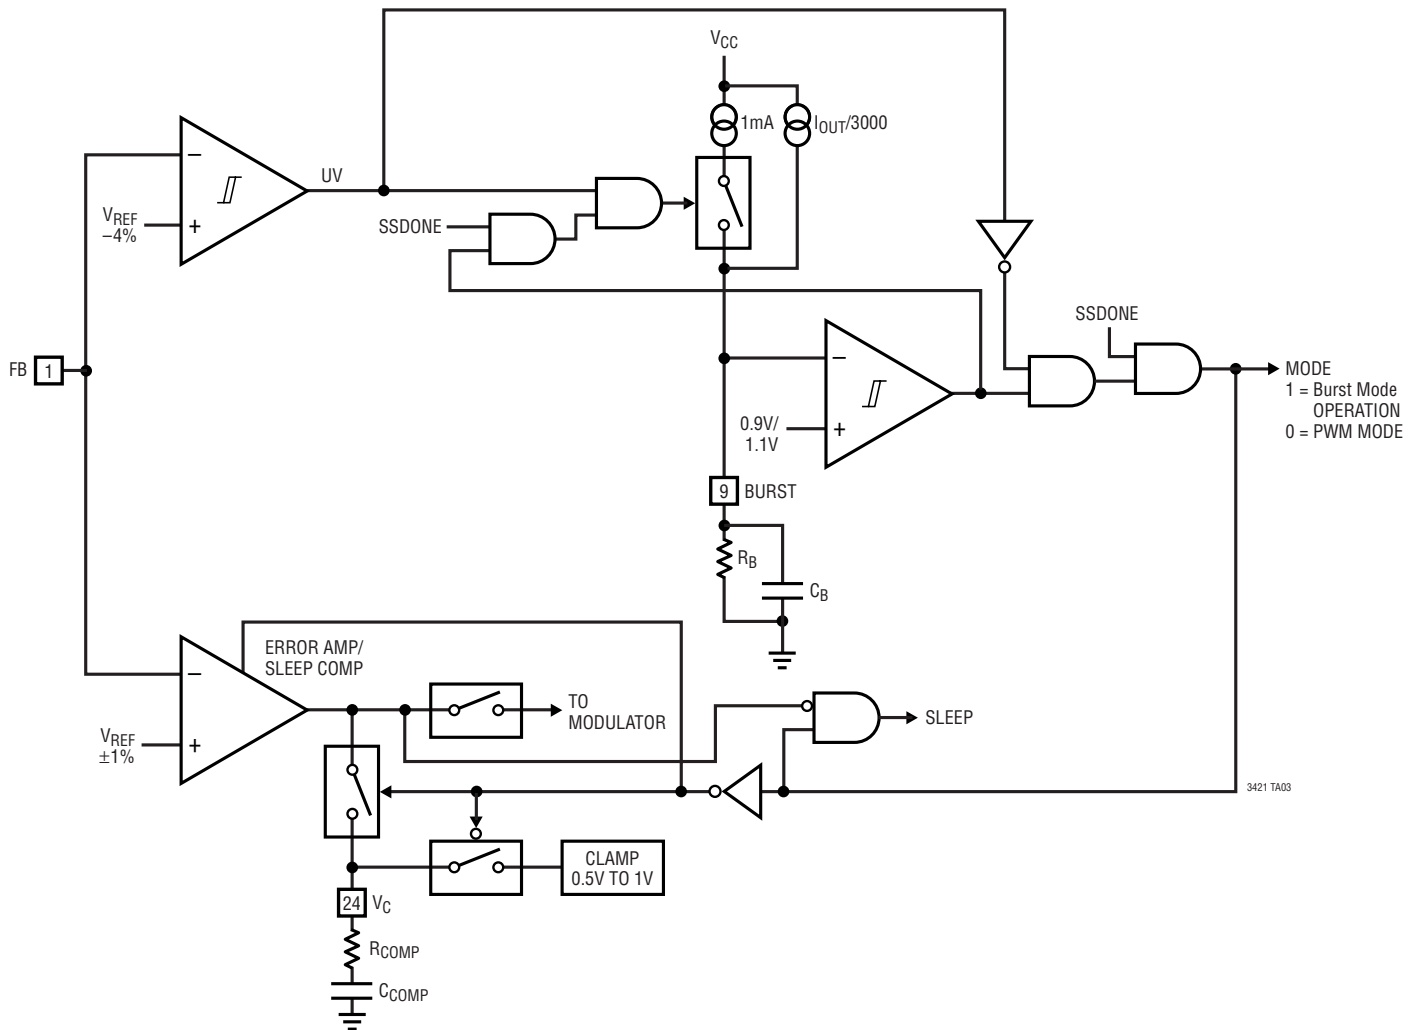 VCC
1mA
IOUT/3000
UV
VREF
–4%
SSDONE
SSDONE
FB
1
MODE
1 = Burst Mode
OPERATION
0 = PWM MODE
0.9V/
1.1V
9
BURST
RB
CB
ERROR AMP/
SLEEP COMP
TO
MODULATOR
SLEEP
VREF
±1%
3421 TA03
CLAMP
0.5V TO 1V
24
VC
RCOMP
CCOMP